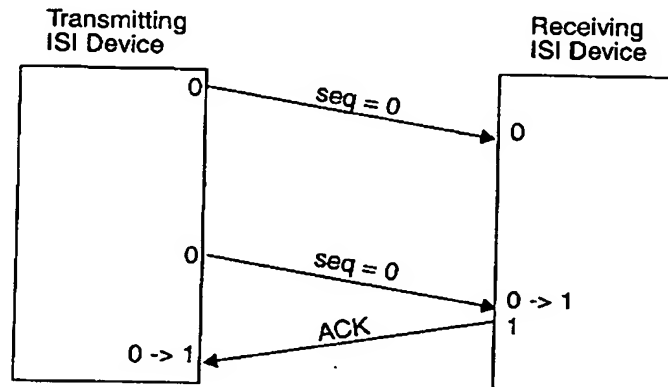 Transmitting
ISI Device
Receiving
ISI Device
0
seq = 0
0
0
seq = 0
0 -> 1
ACK
1
0 -> 1